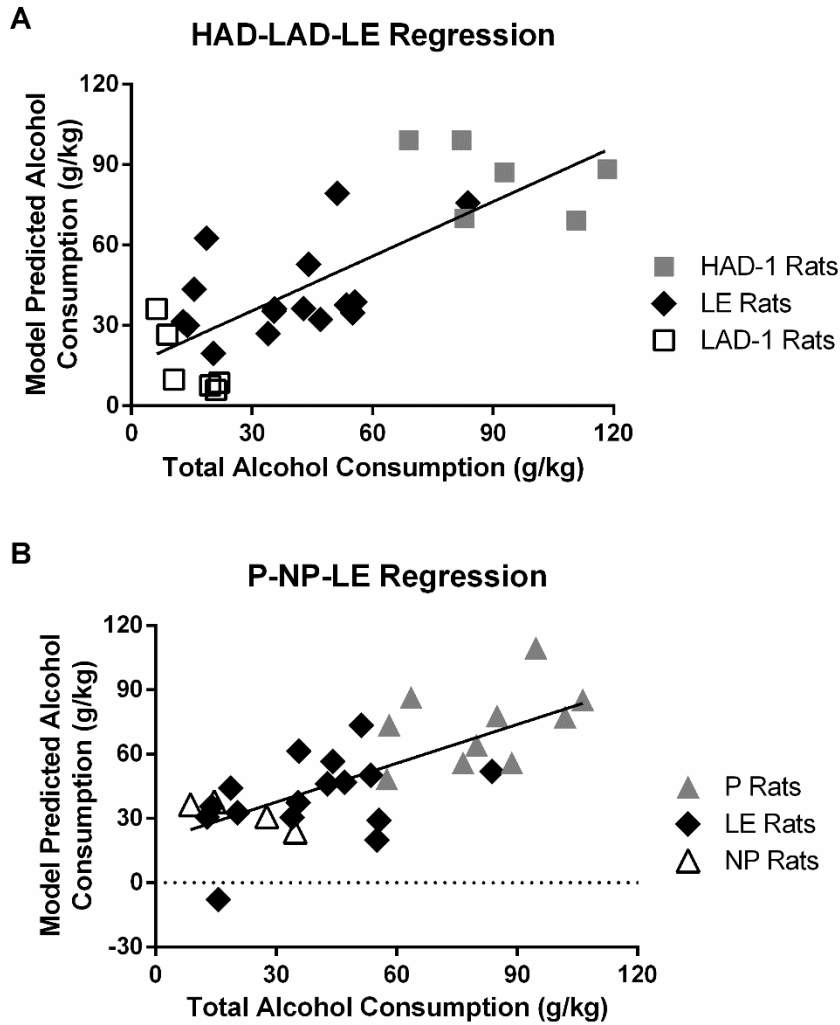 A
HAD-LAD-LE Regression
Model Predicted Alcohol
Consumption (g/kg)
120
90
60
30
0
0 30 60 90 120
Total Alcohol Consumption (g/kg)
HAD-1 Rats
LE Rats
LAD-1 Rats
B
P-NP-LE Regression
Model Predicted Alcohol
Consumption (g/kg)
120
90
60
30
0
-30
0 30 60 90 120
Total Alcohol Consumption (g/kg)
P Rats
LE Rats
NP Rats